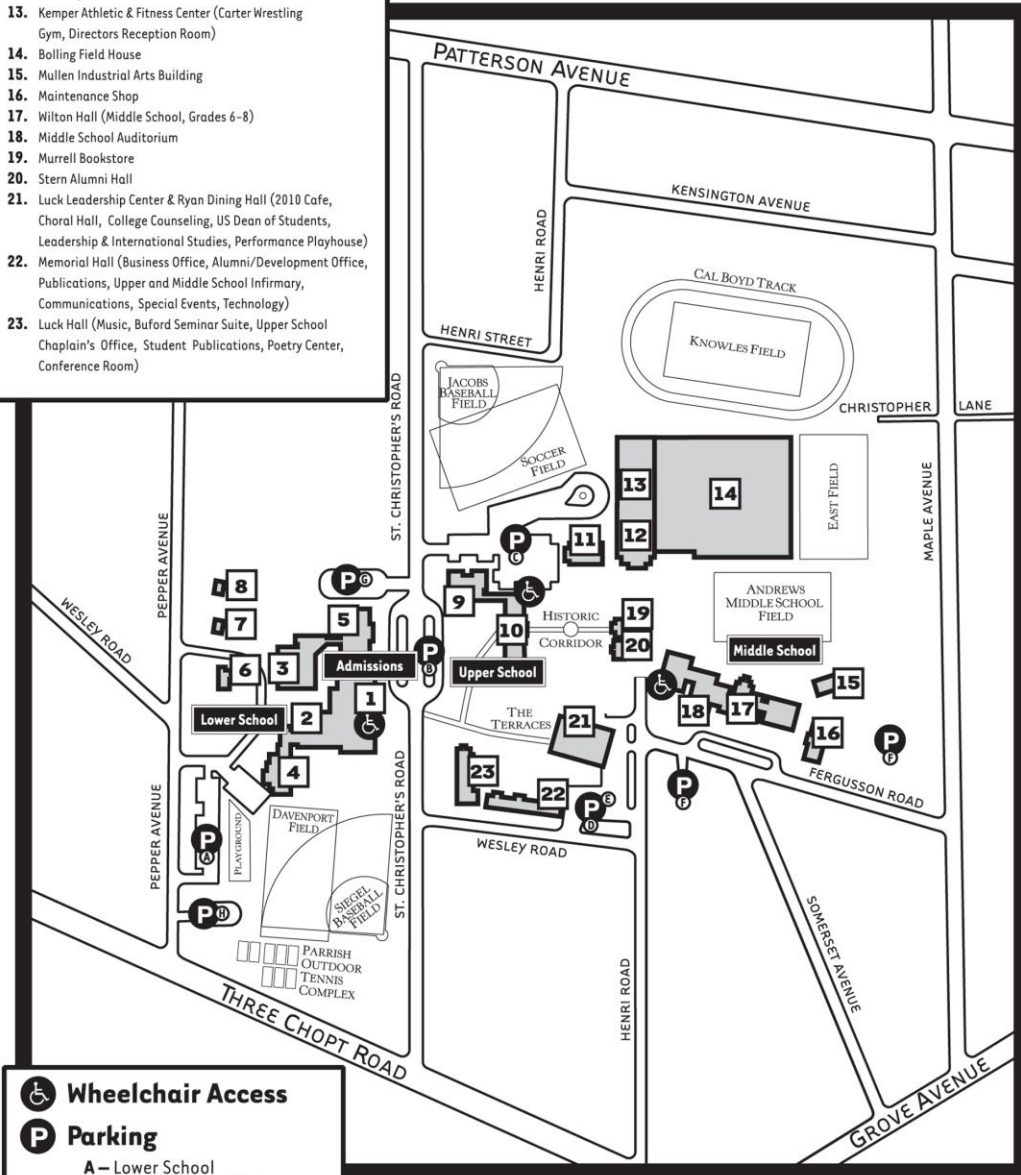 13. Kemper Athletic & Fitness Center (Carter Wrestling
Gym, Directors Reception Room)
14. Bolling Field House
15. Mullen Industrial Arts Building
16. Maintenance Shop
17. Wilton Hall (Middle School, Grades 6-8)
18. Middle School Auditorium
19. Murrell Bookstore
20. Stern Alumni Hall
21. Luck Leadership Center & Ryan Dining Hall (2010 Cafe,
Choral Hall, College Counseling, US Dean of Students,
Leadership & International Studies, Performance Playhouse)
22. Memorial Hall (Business Office, Alumni/Development Office,
Publications, Upper and Middle School Infirmary,
Communications, Special Events, Technology)
23. Luck Hall (Music, Buford Seminar Suite, Upper School
Chaplain's Office, Student Publications, Poetry Center,
Conference Room)
PATTERSON AVENUE
KENSINGTON AVENUE
HENRI ROAD
HENRI STREET
CAL BOYD TRACK
KNOWLES FIELD
CHRISTOPHER LANE
JACOBS
BASEBALL
FIELD
SOCCER
FIELD
ST. CHRISTOPHER'S ROAD
PEPPER AVENUE
WESLEY ROAD
EAST FIELD
MAPLE AVENUE
13
14
12
11
P C
P G
8
7
5
9
10
HISTORIC
CORRIDOR
19
20
ANDREWS
MIDDLE SCHOOL
FIELD
Middle School
P B
6
3
Admissions
Upper School
1
2
Lower School
4
THE
TERRACES
21
18
17
15
16
P F
P F
FERGUSSON ROAD
23
22
P E D
WESLEY ROAD
PEPPER AVENUE
ST. CHRISTOPHER'S ROAD
DAVENPORT
FIELD
PLAYGROUND
P A
P H
SIEGEL
BASEBALL
FIELD
PARRISH
OUTDOOR
TENNIS
COMPLEX
THREE CHOPT ROAD
HENRI ROAD
SOMERSET AVENUE
GROVE AVENUE
Wheelchair Access
P Parking
A — Lower School